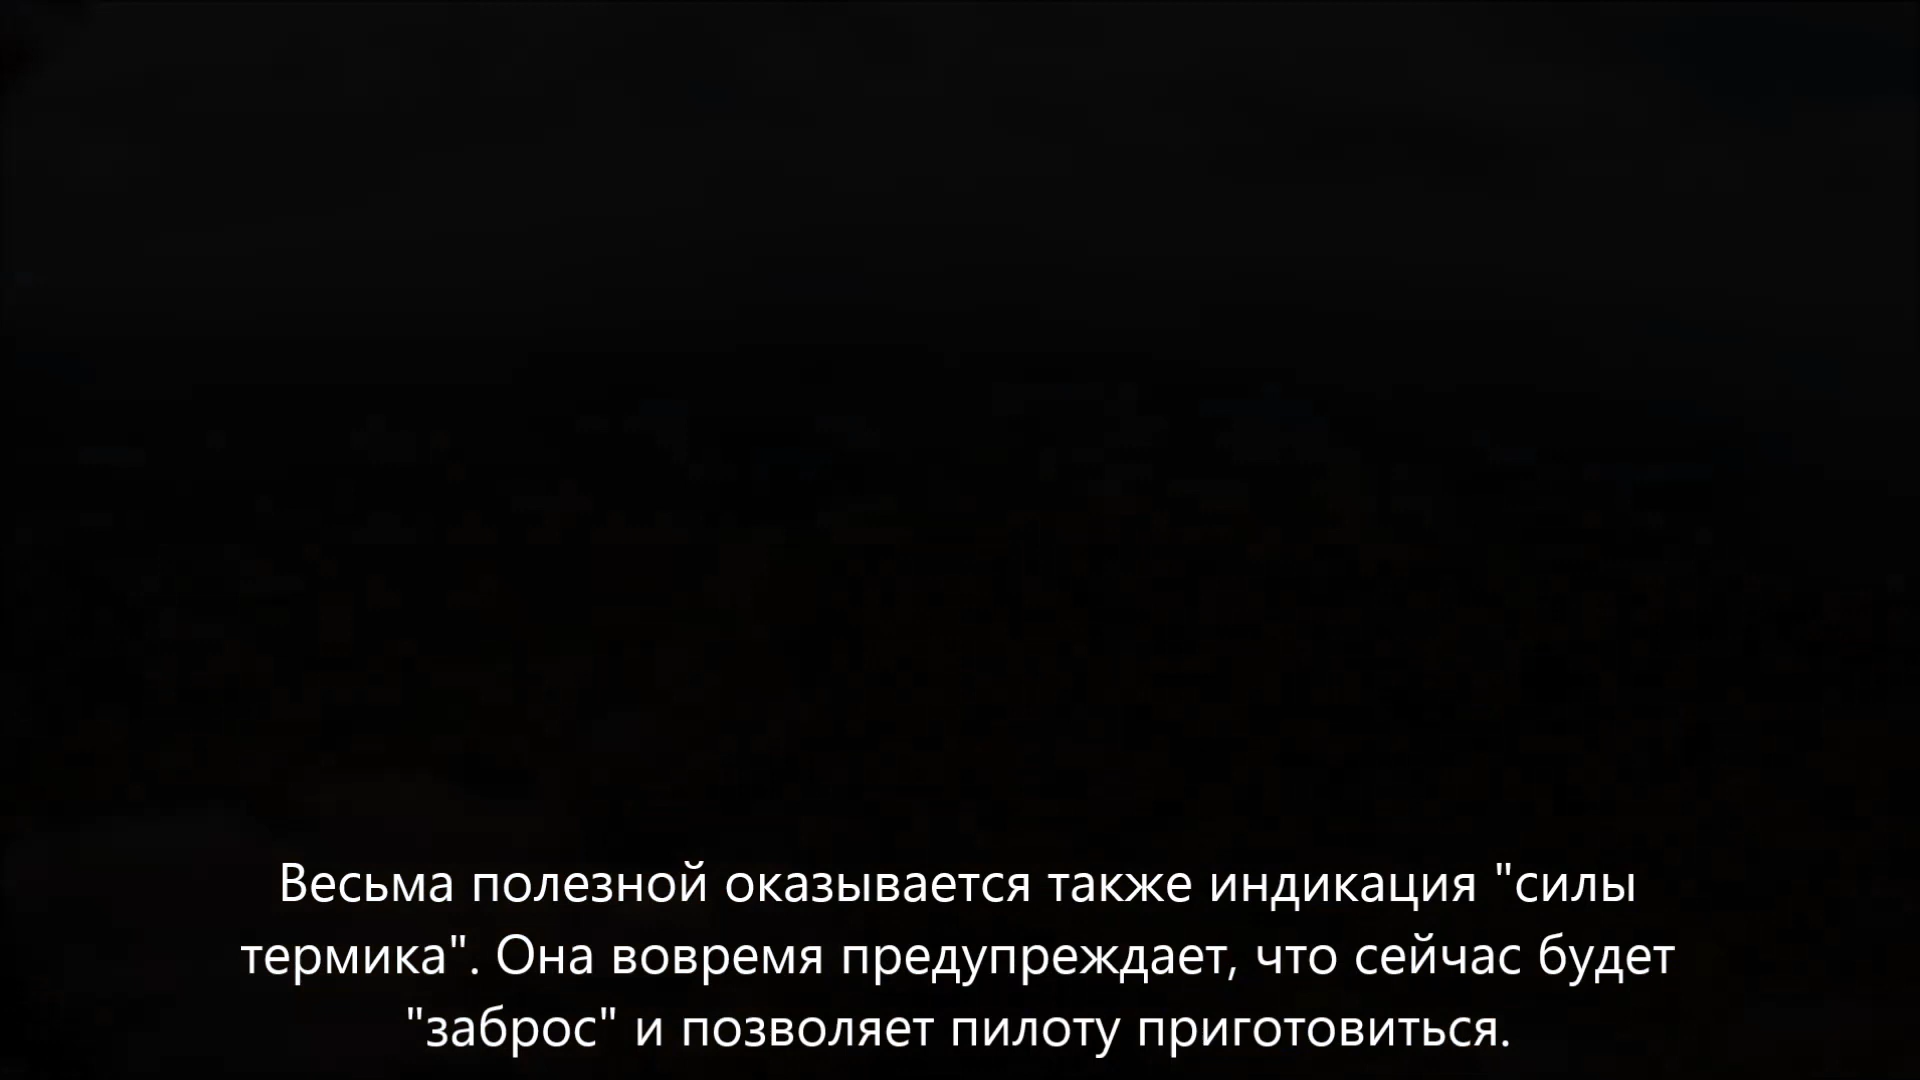 Весьма полезной оказывается также индикация "силы
термика". Она вовремя предупреждает, что сейчас будет
"заброс" и позволяет пилоту приготовиться.